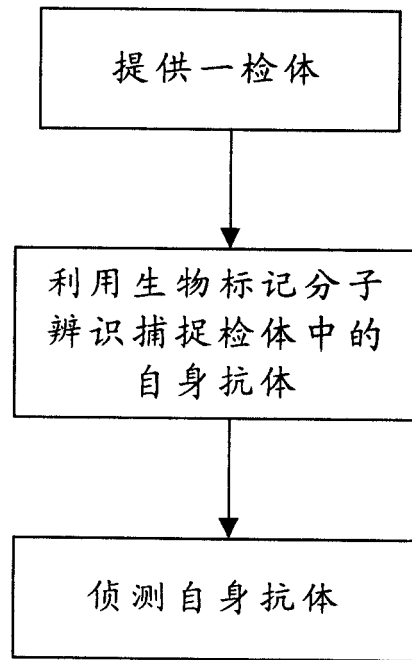 提供一检体
利用生物标记分子
辨识捕捉检体中的
自身抗体
侦测自身抗体